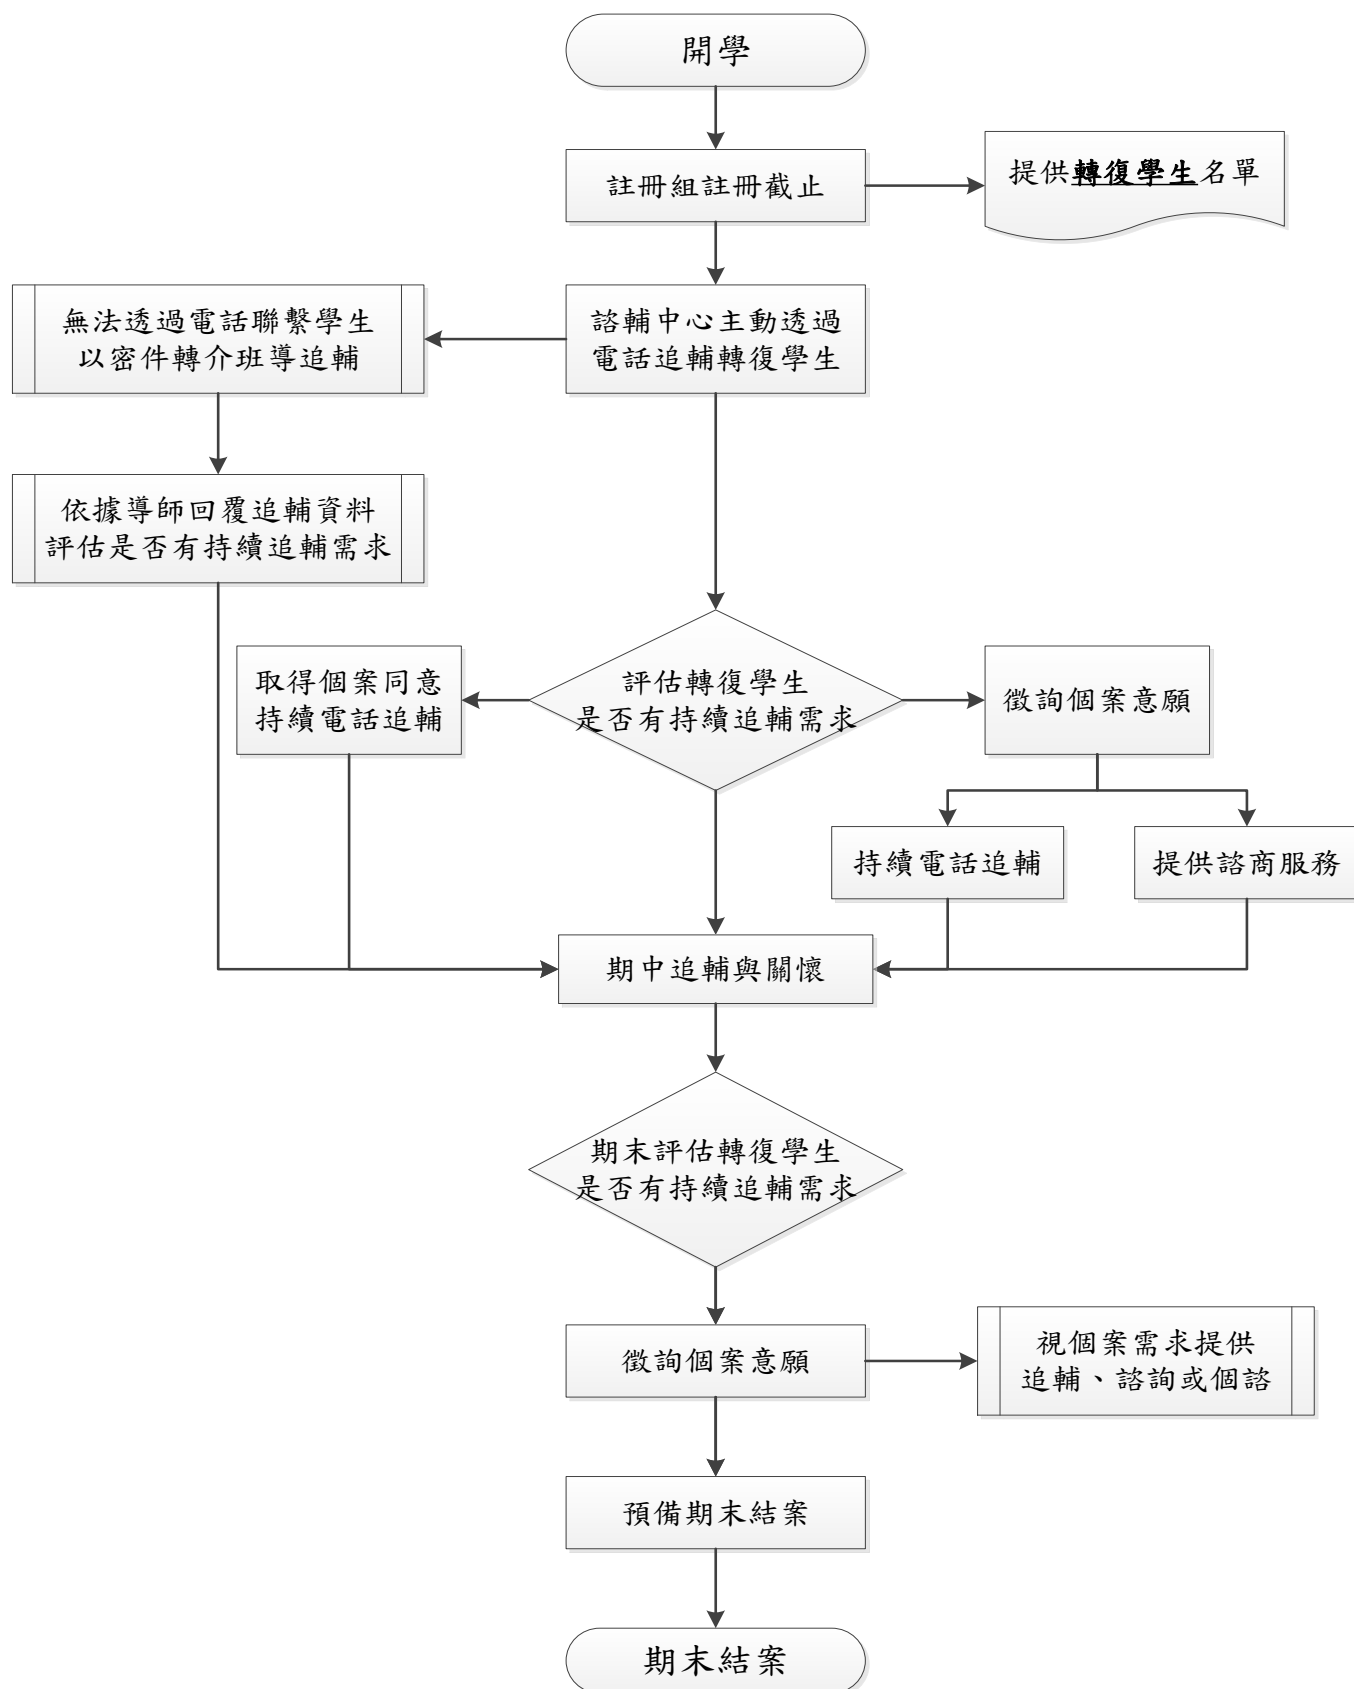 開學
註冊組註冊截止
提供轉復學生名單
諮輔中心主動透過
電話追輔轉復學生
無法透過電話聯繫學生
以密件轉介班導追輔
依據導師回覆追輔資料
評估是否有持續追輔需求
取得個案同意
持續電話追輔
評估轉復學生
是否有持續追輔需求
徵詢個案意願
持續電話追輔
提供諮商服務
期中追輔與關懷
期末評估轉復學生
是否有持續追輔需求
徵詢個案意願
視個案需求提供
追輔、諮詢或個諮
預備期末結案
期末結案